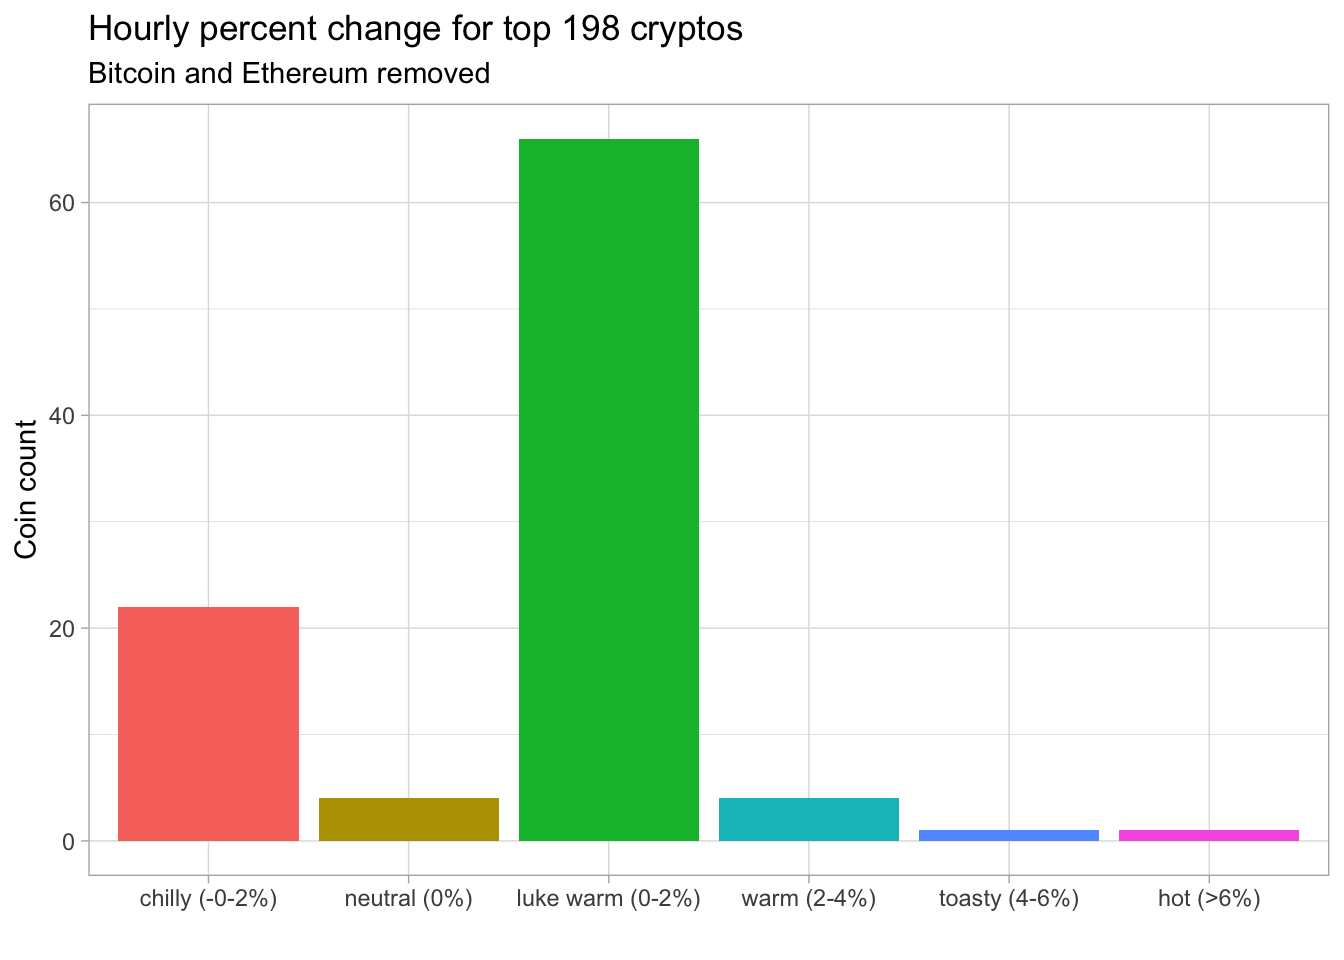 Hourly percent change for top 198 cryptos
Bitcoin and Ethereum removed
Coin count
60
40
20
0
chilly (-0-2%)
neutral (0%)
luke warm (0-2%)
warm (2-4%)
toasty (4-6%)
hot (>6%)